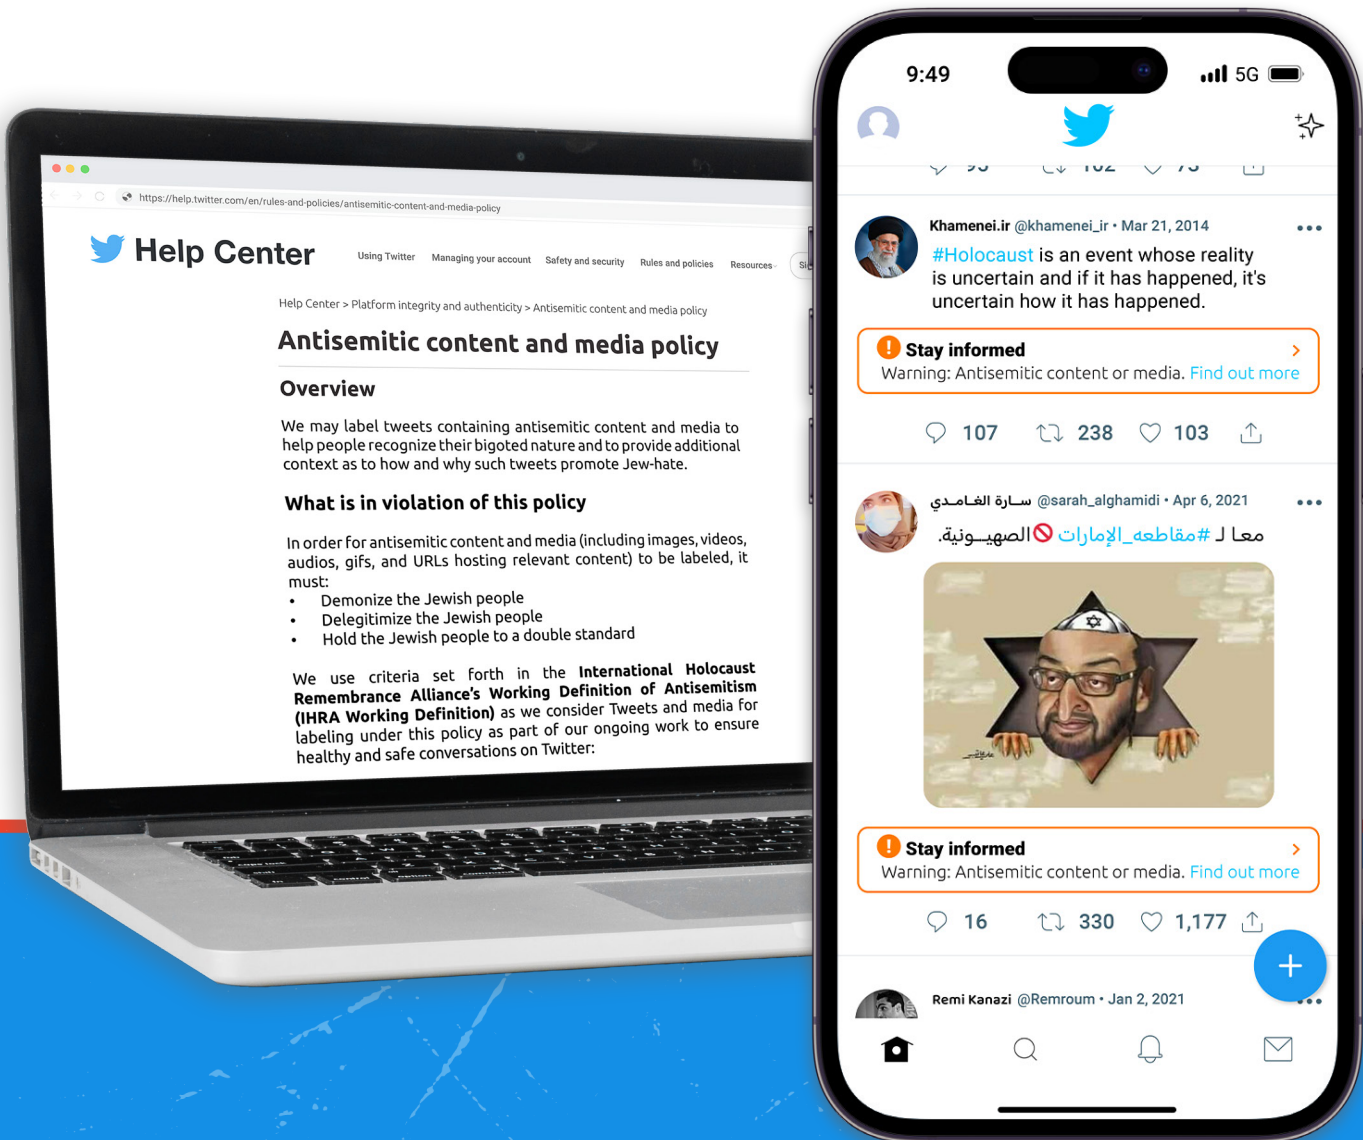 https://help.twitter.com/en/rules-and-policies/antisemitic-content-and-media-policy
Help Center
Using Twitter Managing your account Safety and security Rules and policies Resources
Help Center > Platform integrity and authenticity > Antisemitic content and media policy
Antisemitic content and media policy
Overview
We may label tweets containing antisemitic content and media to
help people recognize their bigoted nature and to provide additional
context as to how and why such tweets promote Jew-hate.
What is in violation of this policy
In order for antisemitic content and media (including images, videos,
audios, gifs, and URLs hosting relevant content) to be labeled, it
must:
• Demonize the Jewish people
• Delegitimize the Jewish people
• Hold the Jewish people to a double standard
We use criteria set forth in the International Holocaust
Remembrance Alliance's Working Definition of Antisemitism
(IHRA Working Definition) as we consider Tweets and media for
labeling under this policy as part of our ongoing work to ensure
healthy and safe conversations on Twitter:
9:49 5G
Khamenei.ir @khamenei_ir • Mar 21, 2014
#Holocaust is an event whose reality
is uncertain and if it has happened, it's
uncertain how it has happened.
Stay informed
Warning: Antisemitic content or media. Find out more
107 238 103
سـارة الغـامـدي @sarah_alghamidi • Apr 6, 2021
معـا لـ #مقاطعه_الإمارات 🚫الصهيــونية.
Stay informed
Warning: Antisemitic content or media. Find out more
16 330 1,177
Remi Kanazi @Remroum • Jan 2, 2021